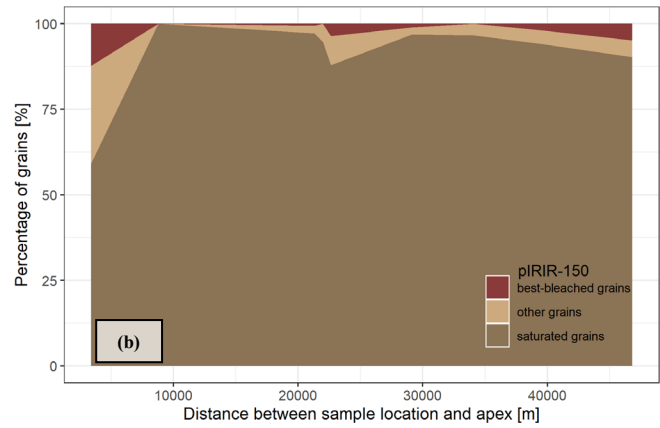 100
75
50
25
0
Percentage of grains [%]
pIRIR-150
best-bleached grains
other grains
saturated grains
(b)
10000 20000 30000 40000
Distance between sample location and apex [m]